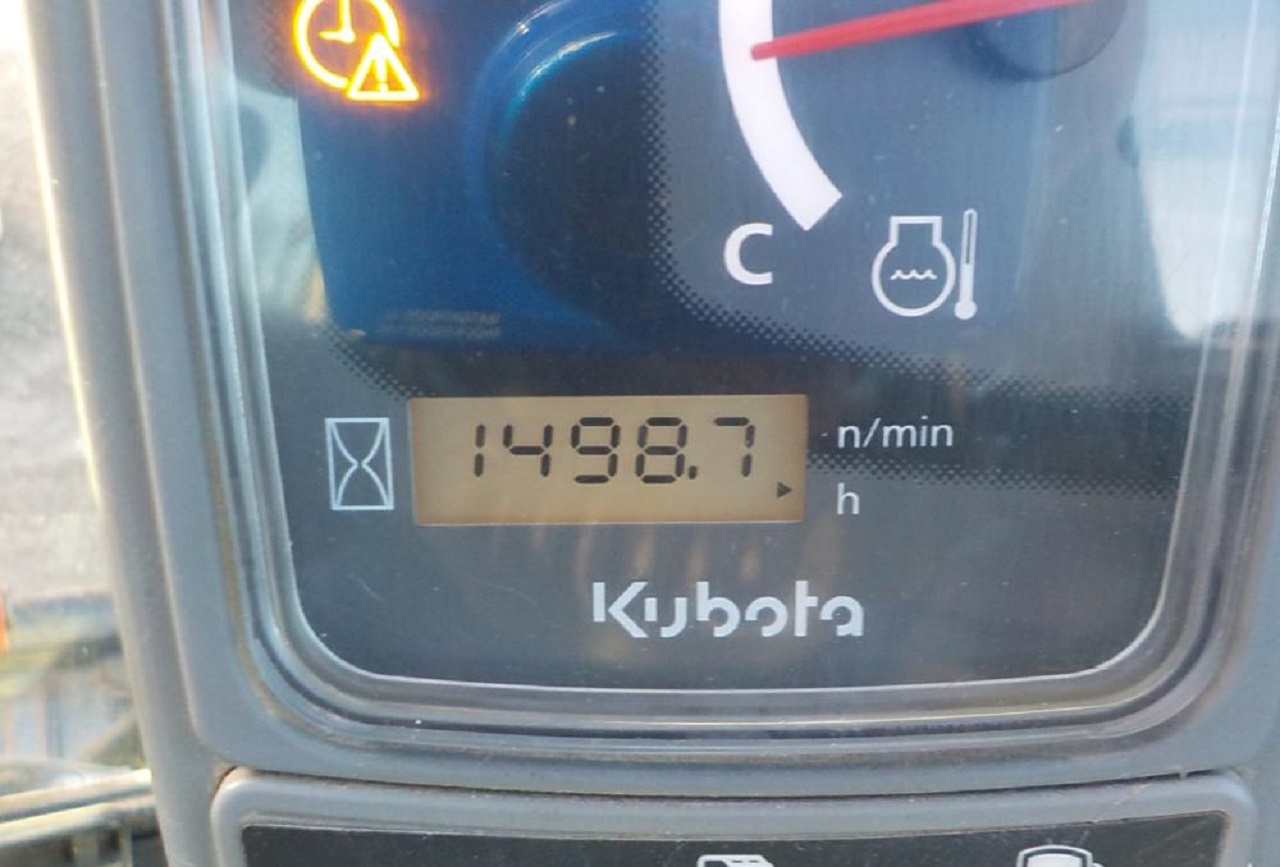 C
1498.7
n/min
h
Kubota